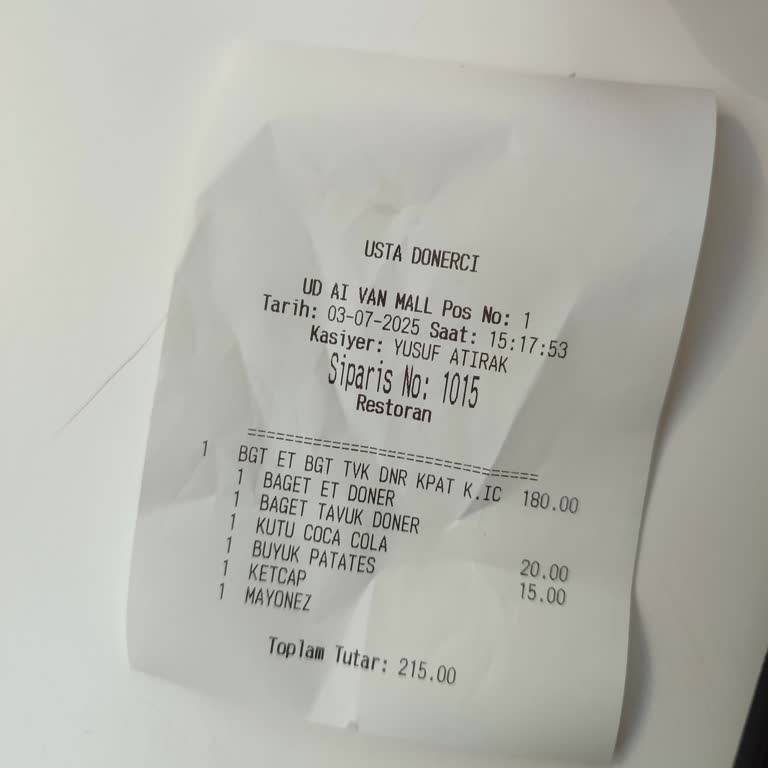 USTA DONERCI
UD AI VAN MALL Pos No: 1
Tarih: 03-07-2025 Saat: 15:17:53
Kasiyer: YUSUF ATIRAK
Siparis No: 1015
Restoran
==============================
1 BGT ET BGT TVK DNR KPAT K.IC 180.00
1 BAGET ET DONER
1 BAGET TAVUK DONER
1 KUTU COCA COLA 20.00
1 BUYUK PATATES 15.00
1 KETCAP
1 MAYONEZ
Toplam Tutar: 215.00